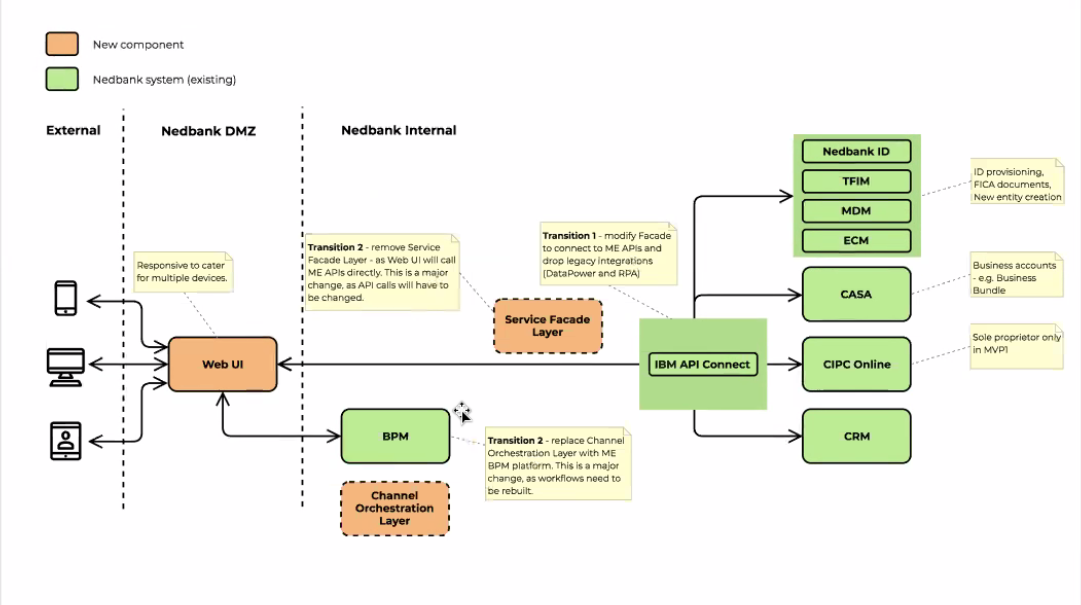 New component
Nedbank system (existing)
External
Nedbank DMZ
Nedbank Internal
Nedbank ID
TFIM
MDM
ECM
ID provisioning,
FICA documents,
New entity creation
Transition 1 - modify Facade
to connect to ME APIs and
drop legacy integrations
(DataPower and RPA)
Transition 2 - remove Service
Facade Layer - as Web UI will call
ME APIs directly. This is a major
change, as API calls will have to
be changed.
Responsive to cater
for multiple devices.
Business accounts
- e.g. Business
Bundle
CASA
Service Facade
Layer
Sole proprietor only
in MVP1
Web UI
IBM API Connect
CIPC Online
BPM
Transition 2 - replace Channel
Orchestration Layer with ME
BPM platform. This is a major
change, as workflows need to
be rebuilt.
CRM
Channel
Orchestration
Layer